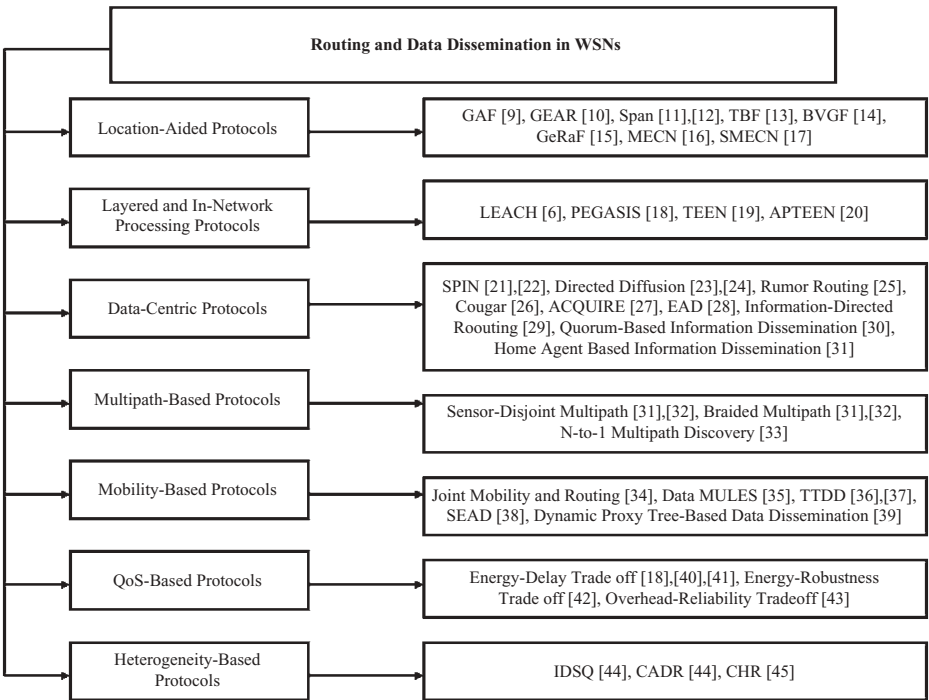 Routing and Data Dissemination in WSNs
Location-Aided Protocols
GAF [9], GEAR [10], Span [11],[12], TBF [13], BVGF [14],
GeRaF [15], MECN [16], SMECN [17]
Layered and In-Network
Processing Protocols
LEACH [6], PEGASIS [18], TEEN [19], APTEEN [20]
Data-Centric Protocols
SPIN [21],[22], Directed Diffusion [23],[24], Rumor Routing [25],
Cougar [26], ACQUIRE [27], EAD [28], Information-Directed
Roouting [29], Quorum-Based Information Dissemination [30],
Home Agent Based Information Dissemination [31]
Multipath-Based Protocols
Sensor-Disjoint Multipath [31],[32], Braided Multipath [31],[32],
N-to-1 Multipath Discovery [33]
Mobility-Based Protocols
Joint Mobility and Routing [34], Data MULES [35], TTDD [36],[37],
SEAD [38], Dynamic Proxy Tree-Based Data Dissemination [39]
QoS-Based Protocols
Energy-Delay Trade off [18],[40],[41], Energy-Robustness
Trade off [42], Overhead-Reliability Tradeoff [43]
Heterogeneity-Based
Protocols
IDSQ [44], CADR [44], CHR [45]